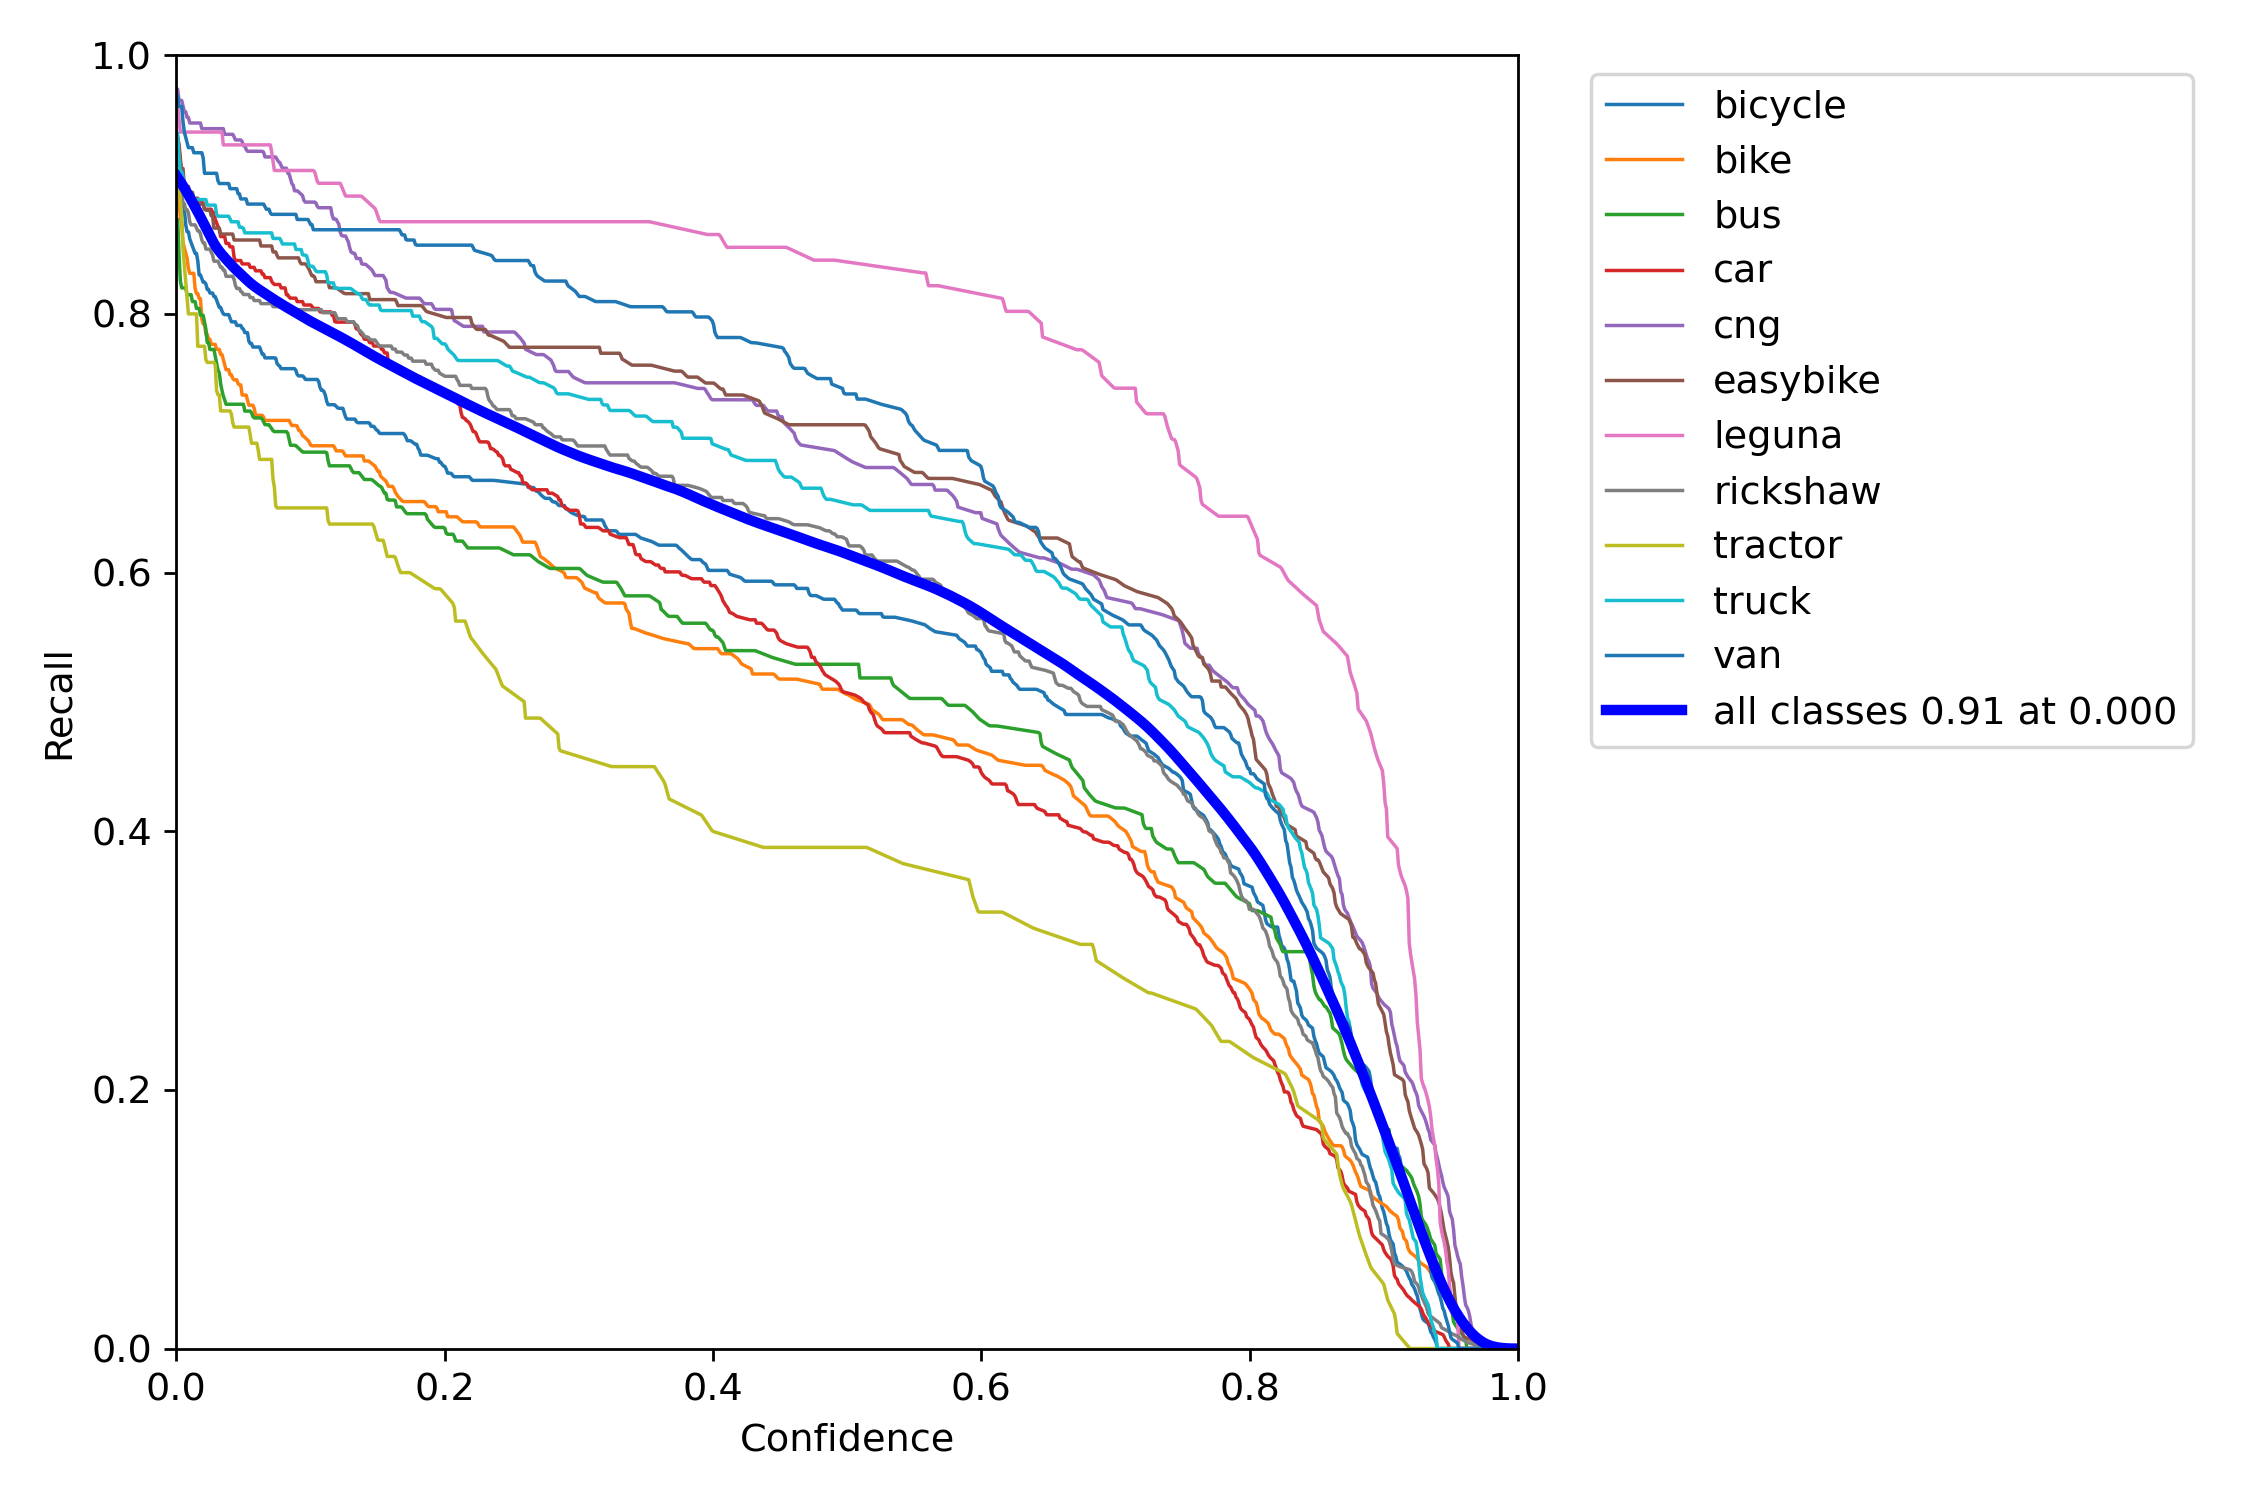 1.0
0.8
0.6
0.4
0.2
0.0
Recall
0.0 0.2 0.4 0.6 0.8 1.0
Confidence
bicycle
bike
bus
car
cng
easybike
leguna
rickshaw
tractor
truck
van
all classes 0.91 at 0.000